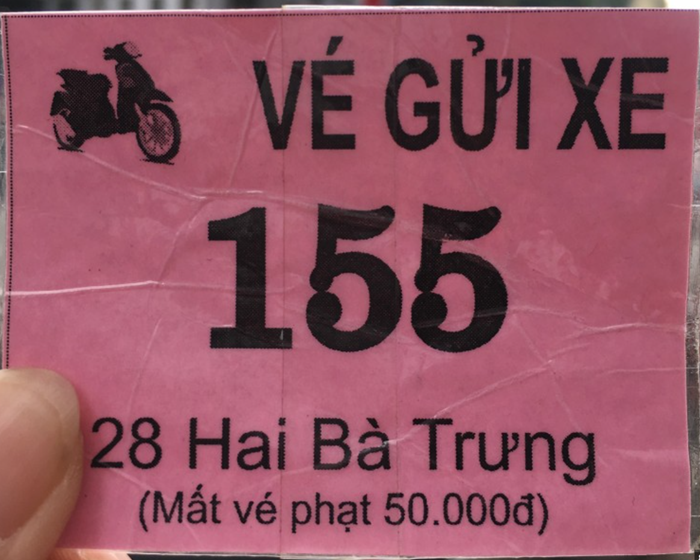 VÉ GỬI XE
155
28 Hai Bà Trưng
(Mất vé phạt 50.000đ)